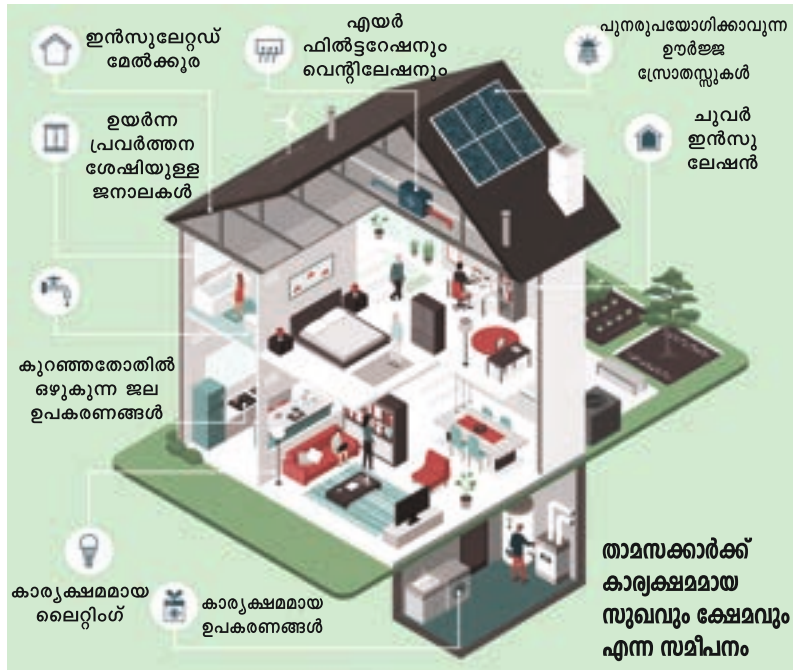 ഇൻസുലേറ്റഡ്
മേൽക്കൂര
എയർ
ഫിൽട്ടറേഷനും
വെന്റിലേഷനും
പുനരുപയോഗിക്കാവുന്ന
ഊർജ്ജ
സ്രോതസ്സുകൾ
ഉയർന്ന
പ്രവർത്തന
ശേഷിയുള്ള
ജനാലകൾ
ചുവർ
ഇൻസു
ലേഷൻ
കുറഞ്ഞതോതിൽ
ഒഴുകുന്ന ജല
ഉപകരണങ്ങൾ
കാര്യക്ഷമമായ
ലൈറ്റിംഗ്
കാര്യക്ഷമമായ
ഉപകരണങ്ങൾ
താമസക്കാർക്ക്
കാര്യക്ഷമമായ
സുഖവും ക്ഷേമവും
എന്ന സമീപനം